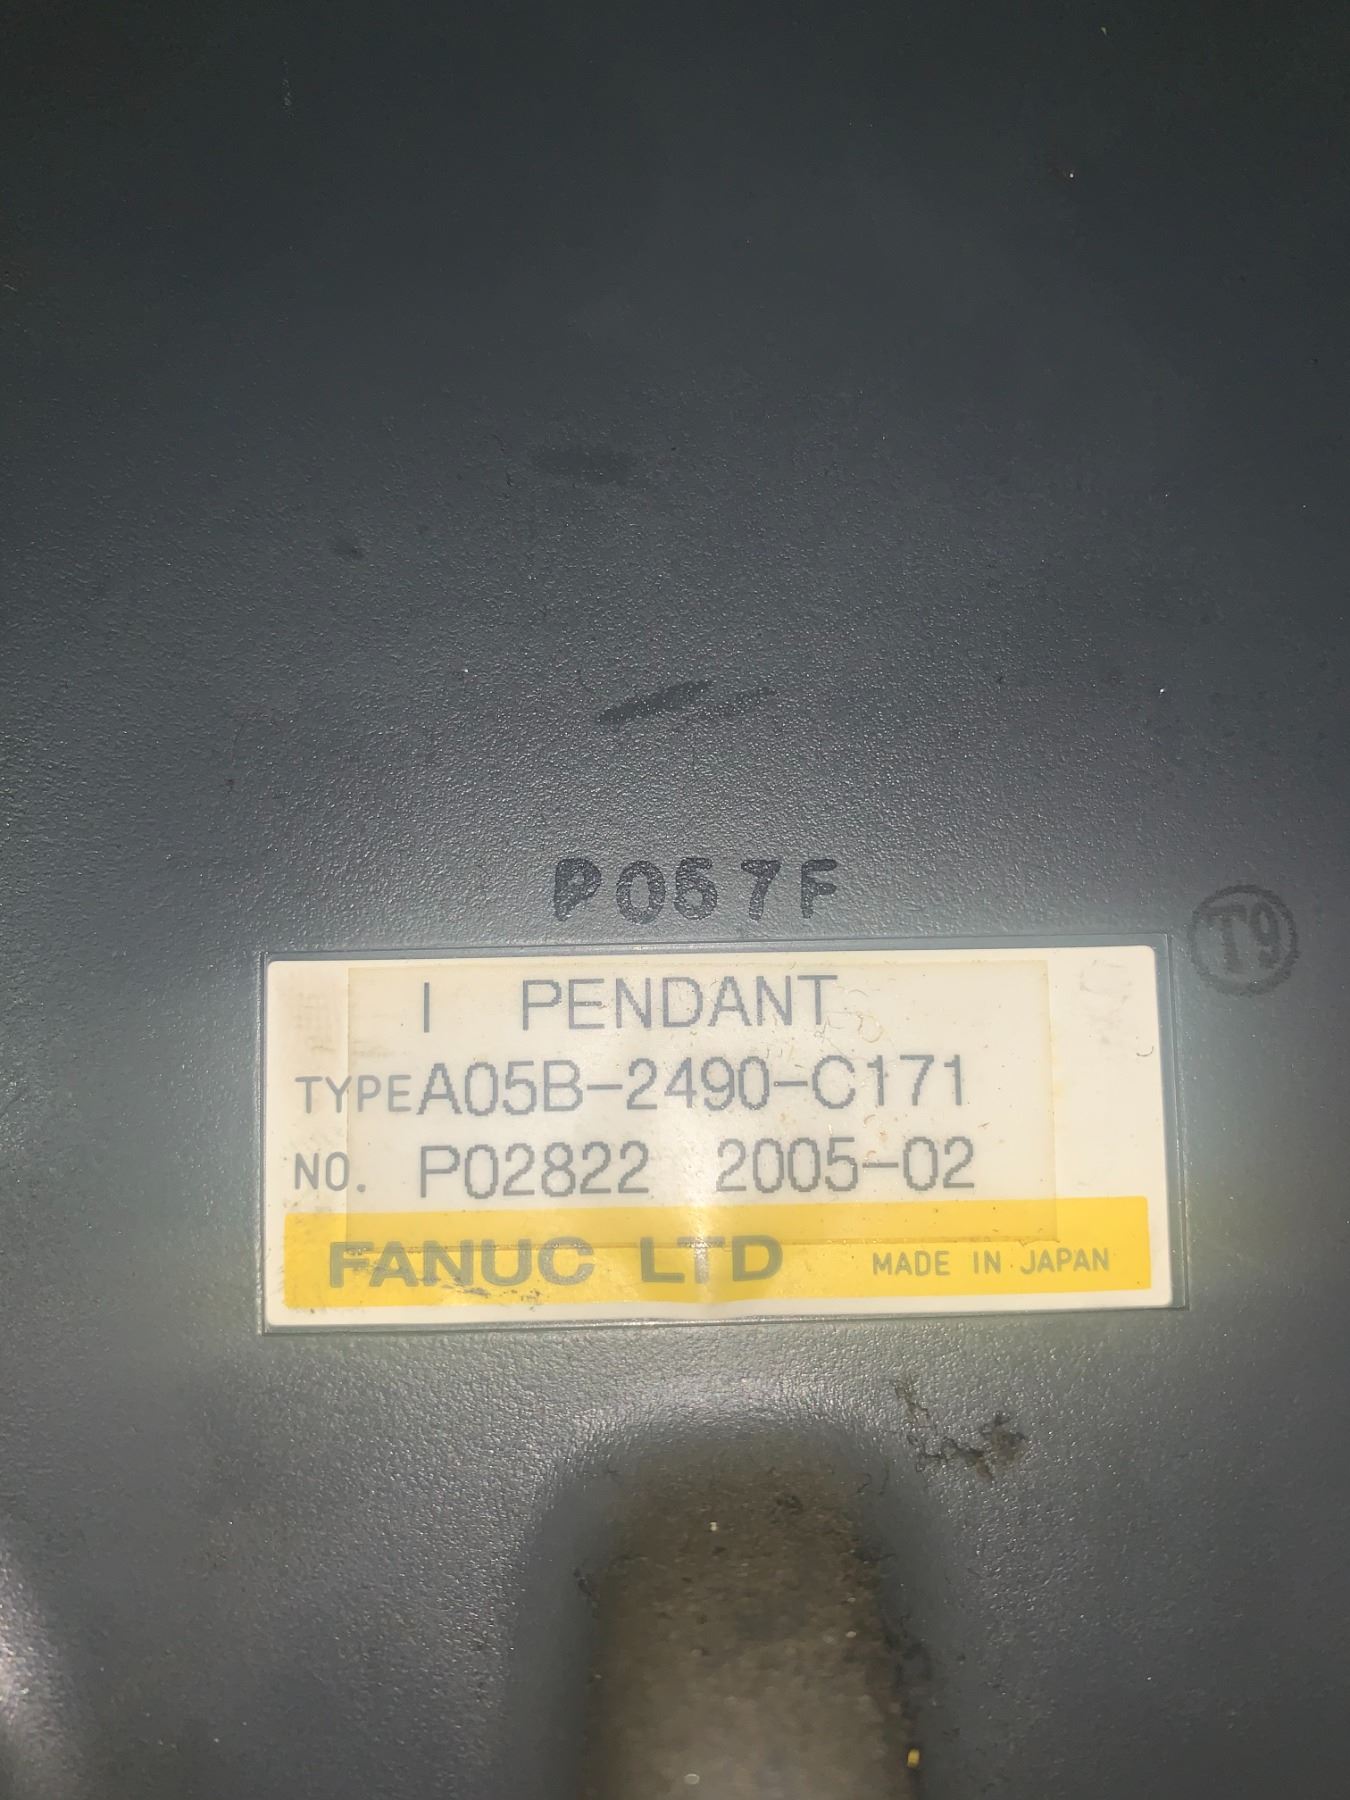 P057F
T9
I PENDANT
TYPE A05B-2490-C171
NO. P02822 2005-02
FANUC LTD MADE IN JAPAN